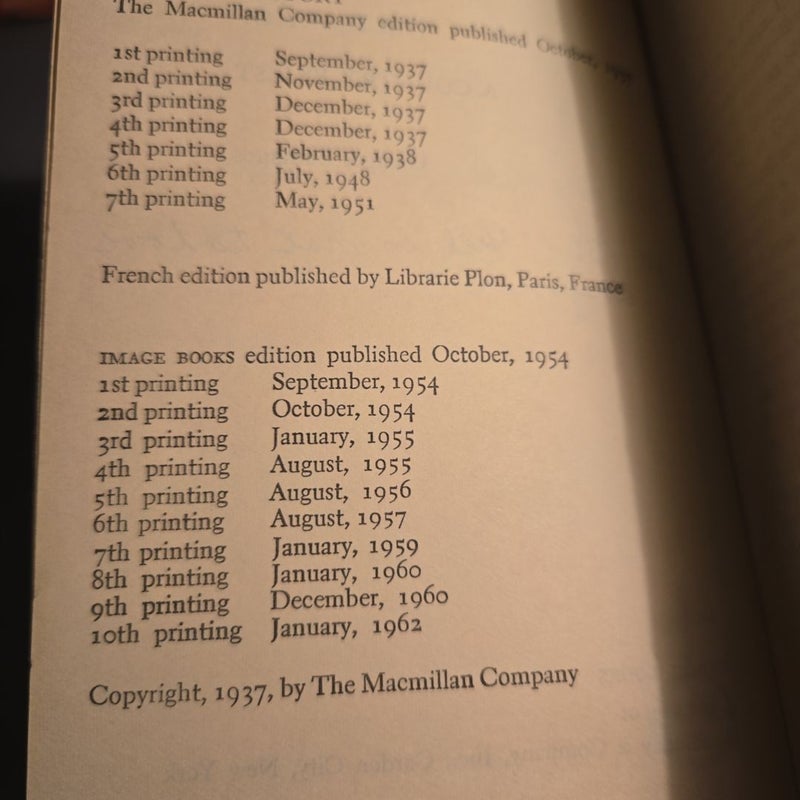 The Macmillan Company edition published October, 1937
1st printing September, 1937
2nd printing November, 1937
3rd printing December, 1937
4th printing December, 1937
5th printing February, 1938
6th printing July, 1948
7th printing May, 1951
French edition published by Librarie Plon, Paris, France
IMAGE BOOKS edition published October, 1954
1st printing September, 1954
2nd printing October, 1954
3rd printing January, 1955
4th printing August, 1955
5th printing August, 1956
6th printing August, 1957
7th printing January, 1959
8th printing January, 1960
9th printing December, 1960
10th printing January, 1962
Copyright, 1937, by The Macmillan Company